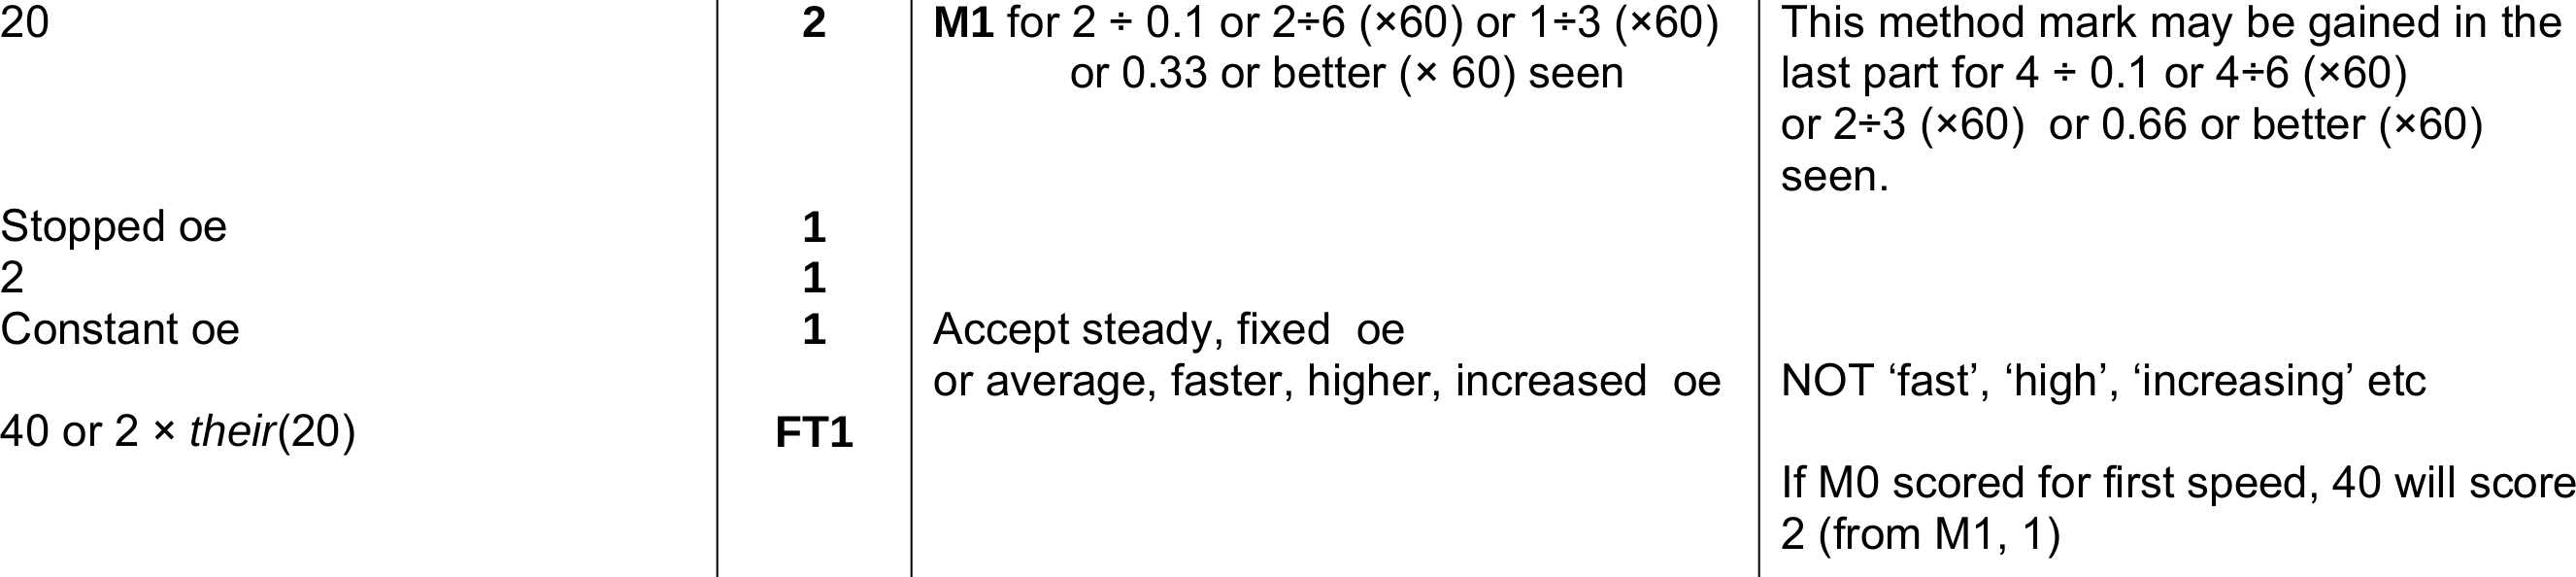 20 2 M1 for 2 ÷ 0.1 or 2÷6 (×60) or 1÷3 (×60) This method mark may be gained in the
or 0.33 or better (× 60) seen last part for 4 ÷ 0.1 or 4÷6 (×60)
or 2÷3 (×60) or 0.66 or better (×60)
seen.
Stopped oe 1
2 1
Constant oe 1 Accept steady, fixed oe
or average, faster, higher, increased oe NOT ‘fast’, ‘high’, ‘increasing’ etc
40 or 2 × their(20) FT1
If M0 scored for first speed, 40 will score
2 (from M1, 1)